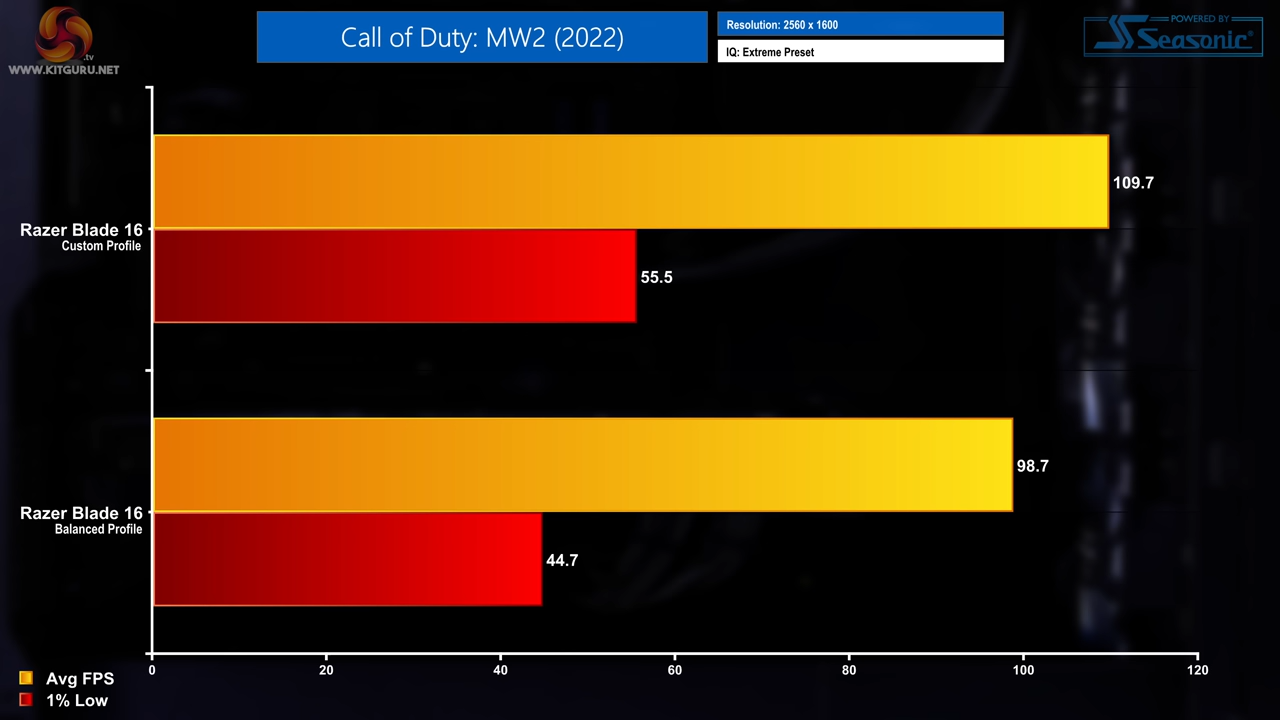 .tv
WWW.KITGURU.NET
Call of Duty: MW2 (2022)
Resolution: 2560 x 1600
IQ: Extreme Preset
POWERED BY
Seasonic®
109.7
Razer Blade 16
Custom Profile
55.5
98.7
Razer Blade 16
Balanced Profile
44.7
0 20 40 60 80 100 120
Avg FPS
1% Low